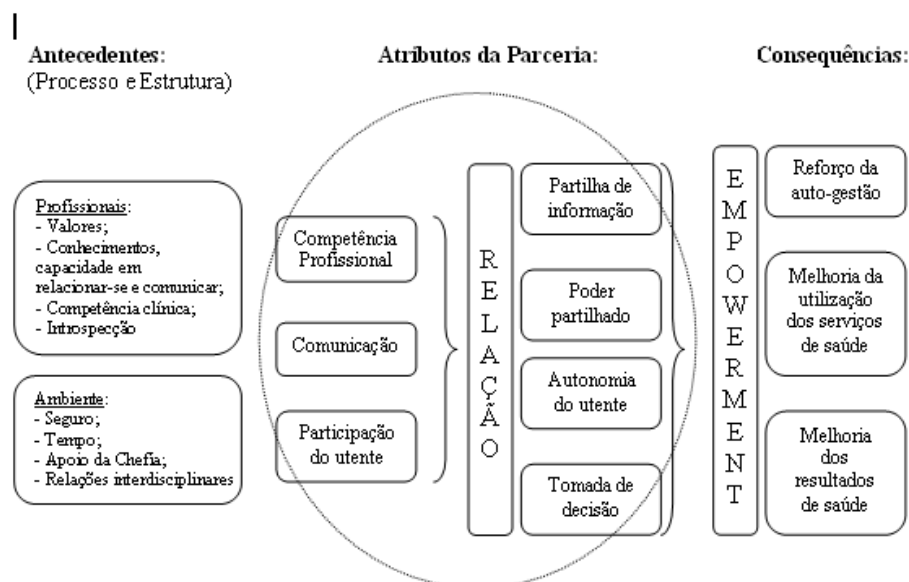 Antecedentes:
(Processo e Estrutura)
Atributos da Parceria:
Consequências:
Profissionais:
- Valores;
- Conhecimentos,
capacidade em
relacionar-se e comunicar;
- Competência clínica;
- Introspecção
Ambiente:
- Seguro;
- Tempo;
- Apoio da Chefia;
- Relações interdisciplinares
Competência
Profissional
Comunicação
Participação
do utente
RELAÇÃO
Partilha de
informação
Poder
partilhado
Autonomia
do utente
Tomada de
decisão
EMPOWERMENT
Reforço da
auto-gestão
Melhoria da
utilização
dos serviços
de saúde
Melhoria
dos
resultados
de saúde